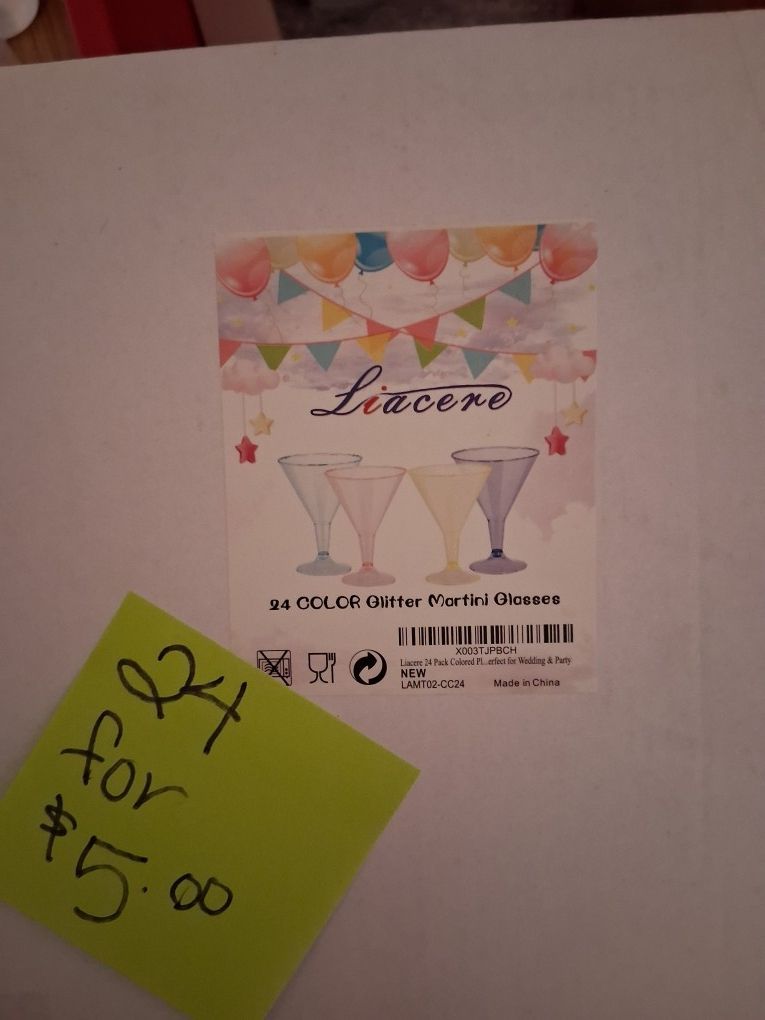 Liacere
24 COLOR Glitter Martini Glasses
X003TJPBCH
Liacere 24 Pack Colored Pl...erfect for Wedding & Party
NEW
LAMT02-CC24 Made in China
24
for
$5.00